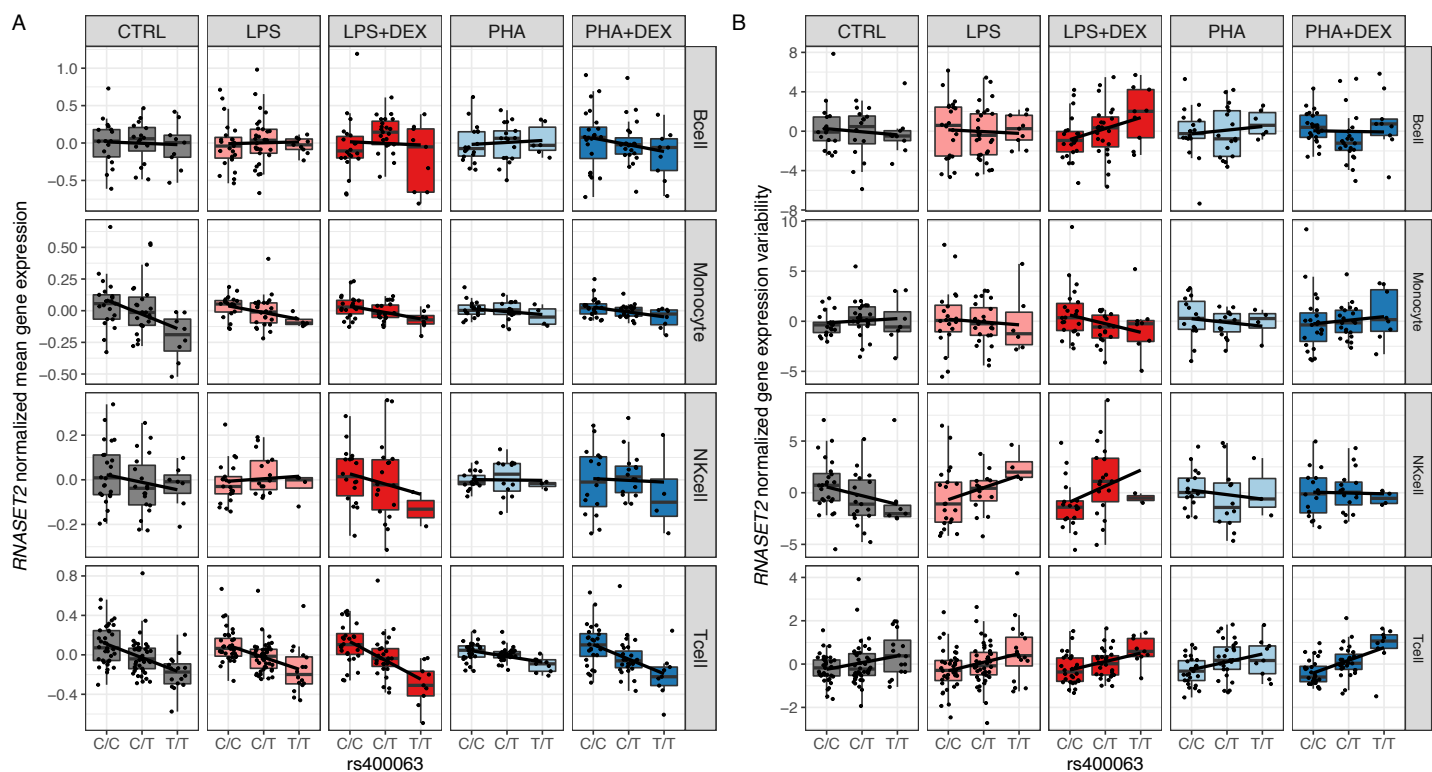 A
CTRL LPS LPS+DEX PHA PHA+DEX
1.0
0.5
0.0
−0.5
Bcell
0.50
0.25
0.00
−0.25
−0.50
Monocyte
0.2
0.0
−0.2
NKcell
0.8
0.4
0.0
−0.4
Tcell
RNASET2 normalized mean gene expression
C/C C/T T/T C/C C/T T/T C/C C/T T/T C/C C/T T/T C/C C/T T/T
rs400063
B
CTRL LPS LPS+DEX PHA PHA+DEX
8
4
0
−4
−8
Bcell
10
5
0
−5
Monocyte
5
0
−5
NKcell
4
2
0
−2
Tcell
RNASET2 normalized gene expression variability
C/C C/T T/T C/C C/T T/T C/C C/T T/T C/C C/T T/T C/C C/T T/T
rs400063